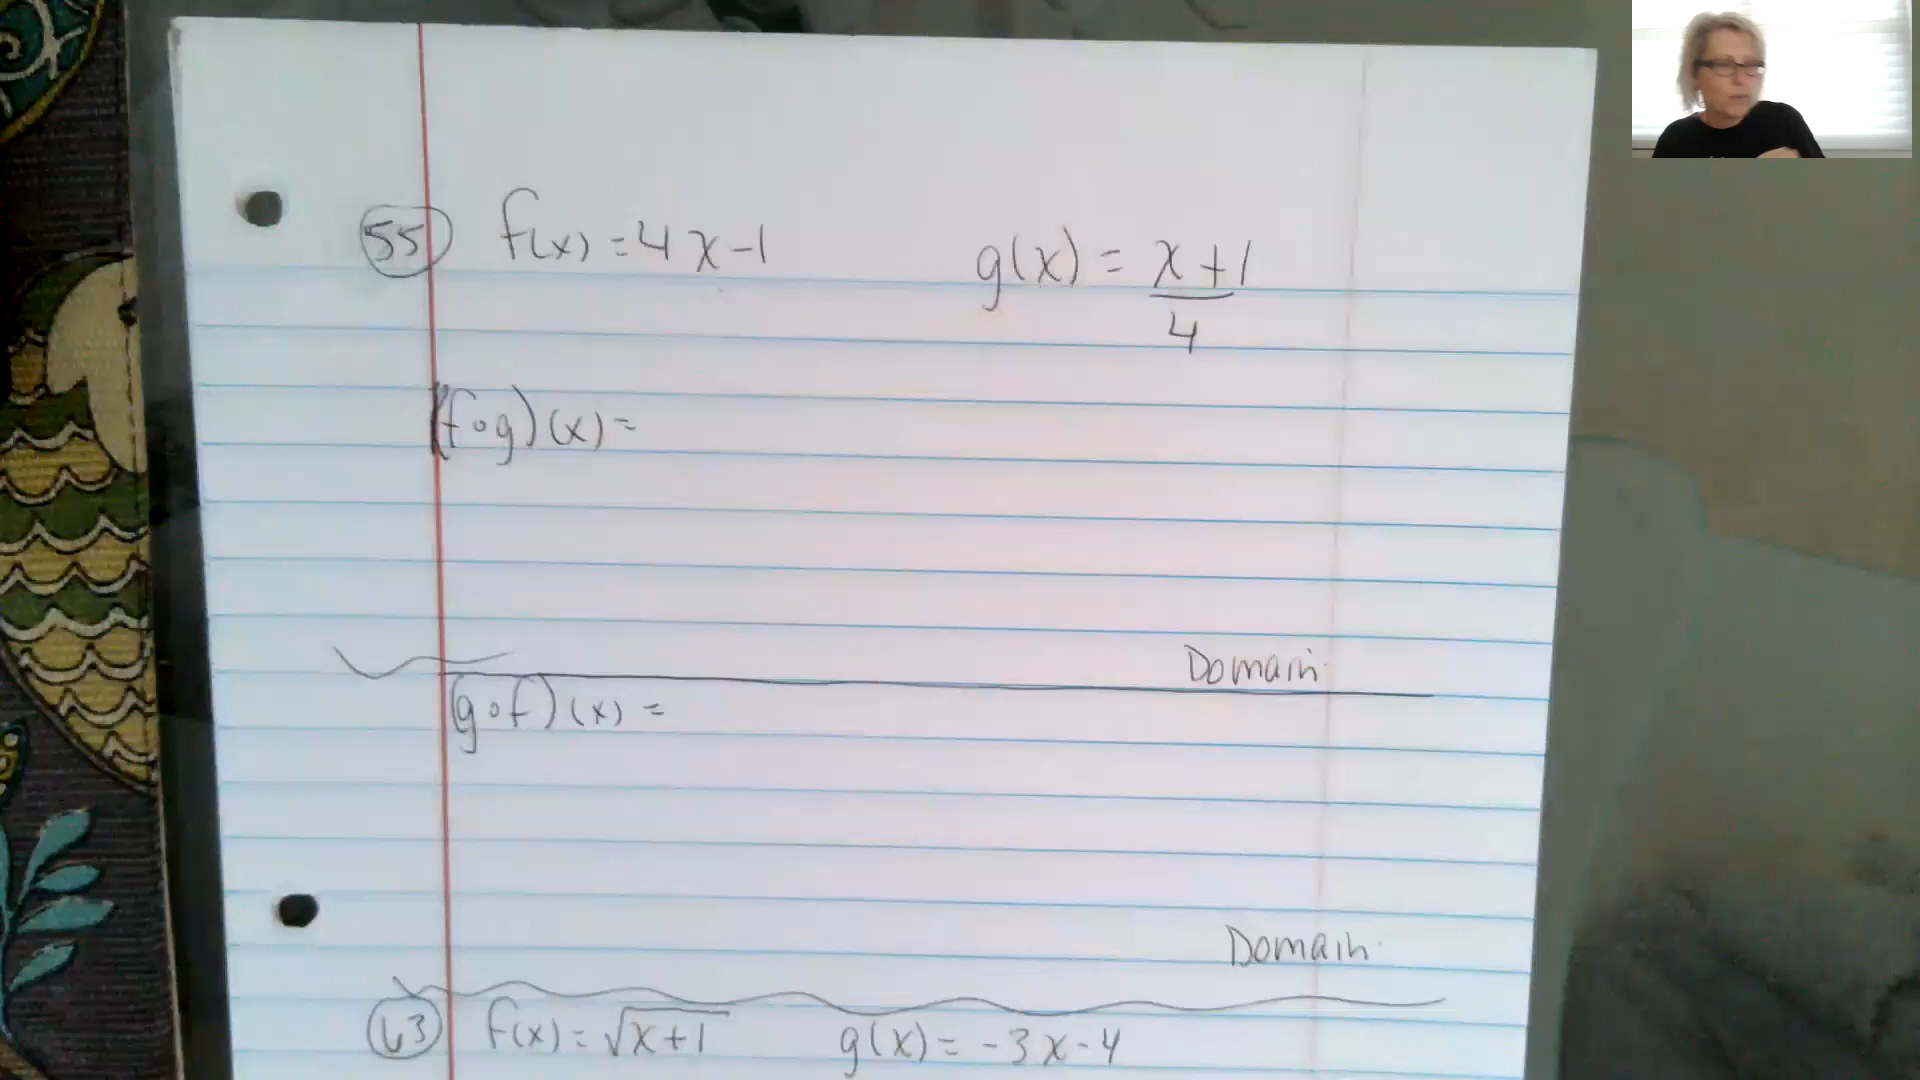 55 f(x) = 4x-1 g(x) = x+1
4
(f∘g)(x) =
Domain:
(g∘f)(x) =
Domain:
63 f(x) = √x+1 g(x) = -3x-4